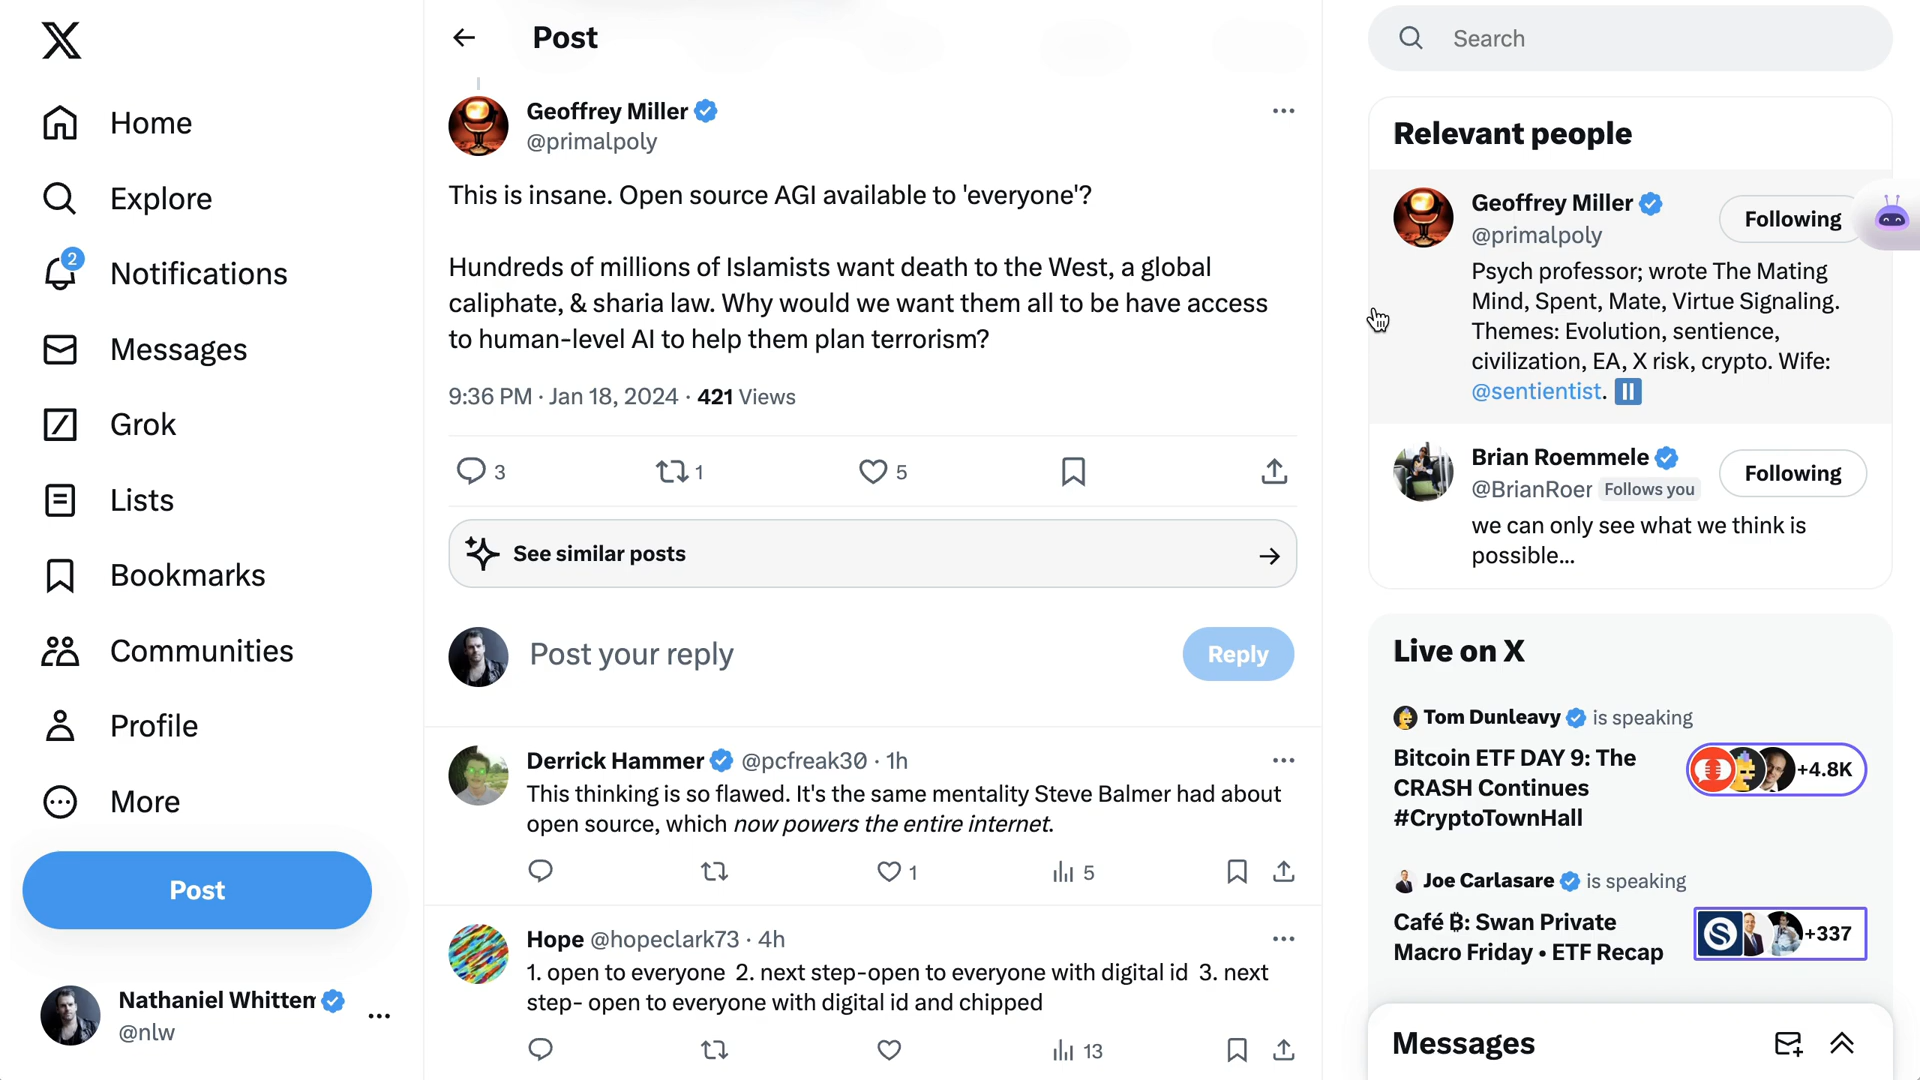 Home
Explore
2
Notifications
Messages
Grok
Lists
Bookmarks
Communities
Profile
More
Post
Nathaniel Whitten
@nlw
Post
Geoffrey Miller
@primalpoly
This is insane. Open source AGI available to 'everyone'?
Hundreds of millions of Islamists want death to the West, a global
caliphate, & sharia law. Why would we want them all to be have access
to human-level AI to help them plan terrorism?
9:36 PM · Jan 18, 2024 · 421 Views
3 1 5
See similar posts
Post your reply
Reply
Derrick Hammer @pcfreak30 · 1h
This thinking is so flawed. It's the same mentality Steve Balmer had about
open source, which now powers the entire internet.
1 5
Hope @hopeclark73 · 4h
1. open to everyone 2. next step-open to everyone with digital id 3. next
step- open to everyone with digital id and chipped
13
Search
Relevant people
Geoffrey Miller
@primalpoly
Following
Psych professor; wrote The Mating
Mind, Spent, Mate, Virtue Signaling.
Themes: Evolution, sentience,
civilization, EA, X risk, crypto. Wife:
@sentientist. ⏸
Brian Roemmele
@BrianRoer Follows you
Following
we can only see what we think is
possible...
Live on X
Tom Dunleavy is speaking
Bitcoin ETF DAY 9: The
CRASH Continues
#CryptoTownHall
+4.8K
Joe Carlasare is speaking
Café ₿: Swan Private
Macro Friday • ETF Recap
+337
Messages